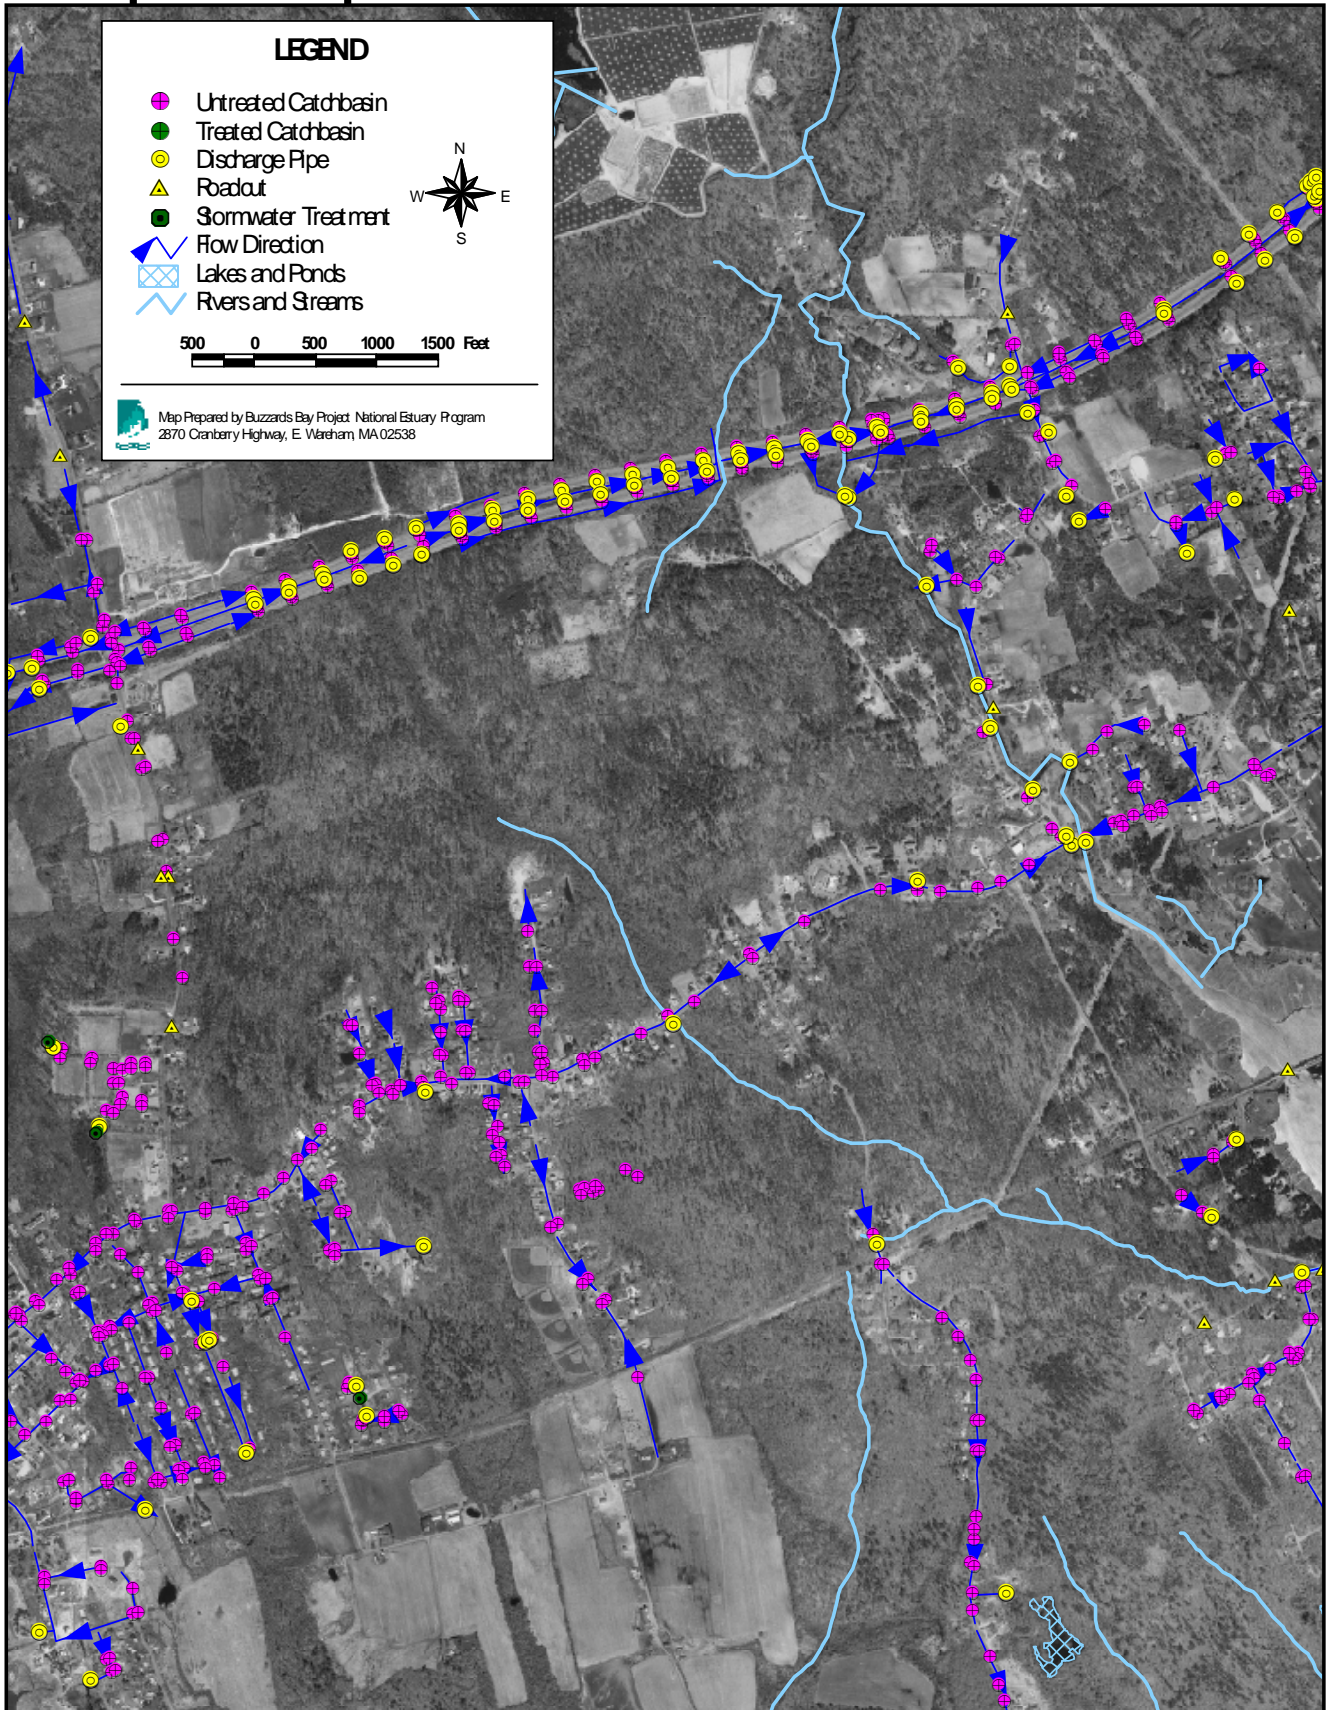 LEGEND
Untreated Catchbasin
Treated Catchbasin
Discharge Pipe
Roadcut
Stormwater Treatment
Flow Direction
Lakes and Ponds
Rivers and Streams
N
W E
S
500 0 500 1000 1500 Feet
Map Prepared by Buzzards Bay Project National Estuary Program
2870 Cranberry Highway, E. Wareham, MA 02538